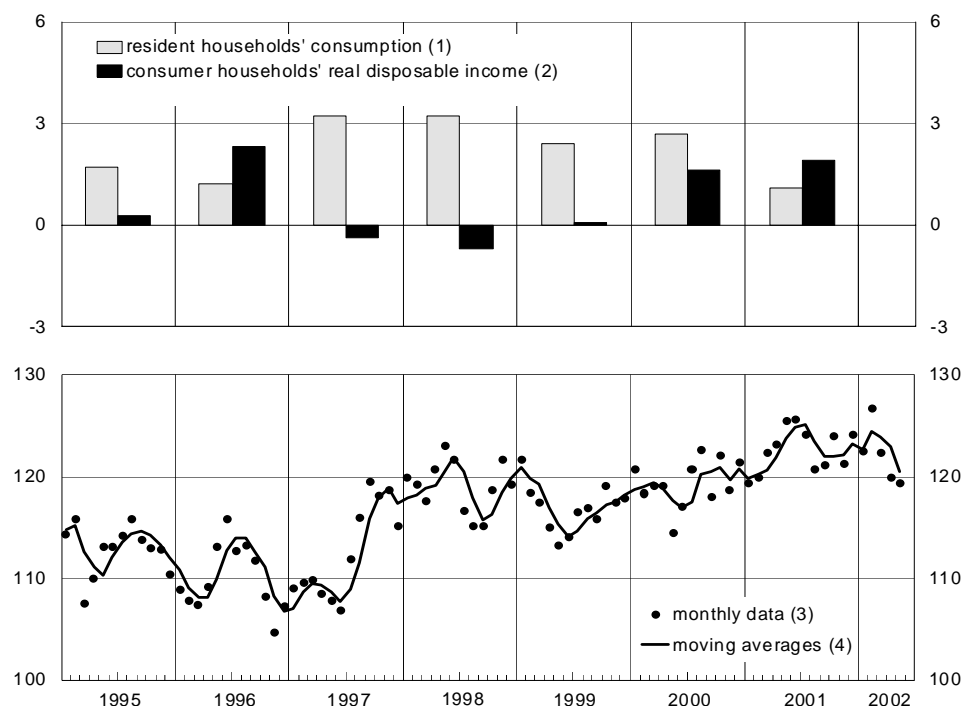 6 6
resident households' consumption (1)
consumer households' real disposable income (2)
3 3
0 0
-3 -3
130 130
120 120
110 110
monthly data (3)
moving averages (4)
100 100
1995 1996 1997 1998 1999 2000 2001 2002